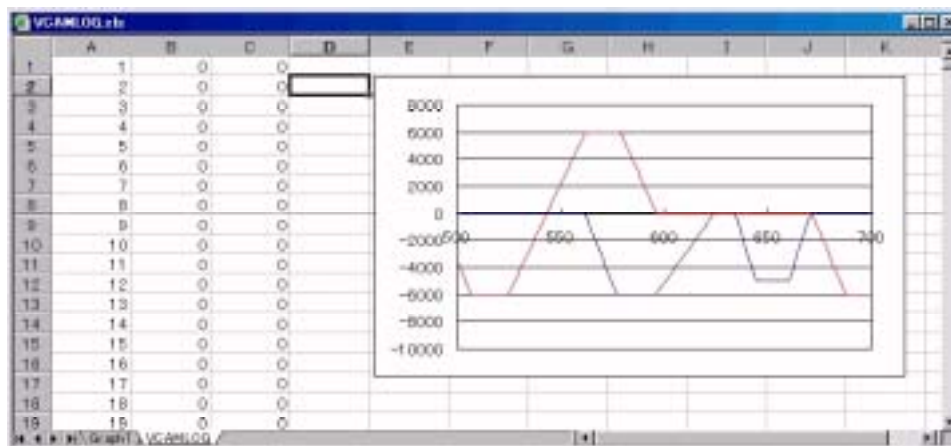 VCAMLOG.xls
A B C D E F G H I J K
1 1 0 0
2 2 0 0
3 3 0 0
4 4 0 0
5 5 0 0
6 6 0 0
7 7 0 0
8 8 0 0
9 9 0 0
10 10 0 0
11 11 0 0
12 12 0 0
13 13 0 0
14 14 0 0
15 15 0 0
16 16 0 0
17 17 0 0
18 18 0 0
19 19 0 0
8000
6000
4000
2000
0
-2000
-4000
-6000
-8000
-10000
500 550 600 650 700
Graph1 VCAMLOG